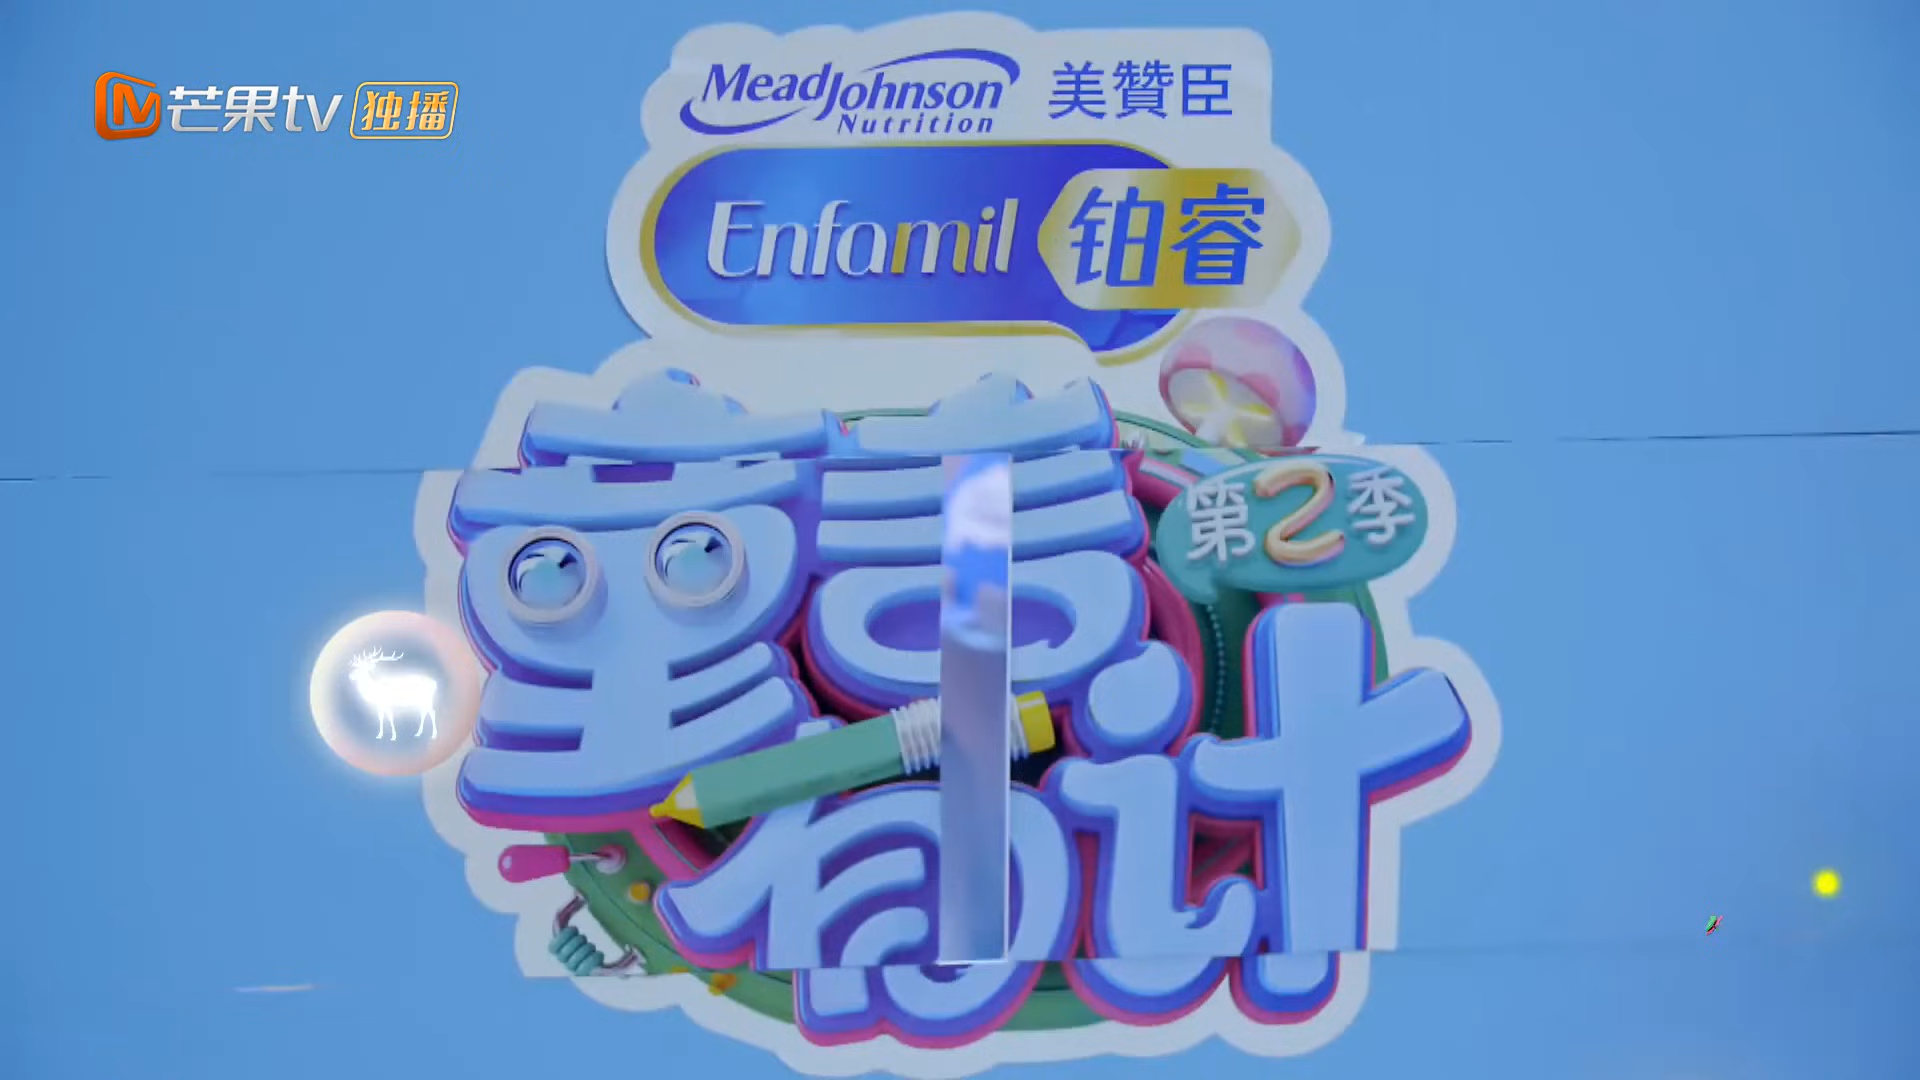 芒果tv 独播
MeadJohnson 美贊臣
Nutrition
Enfamil 铂睿
童言有计
第2季